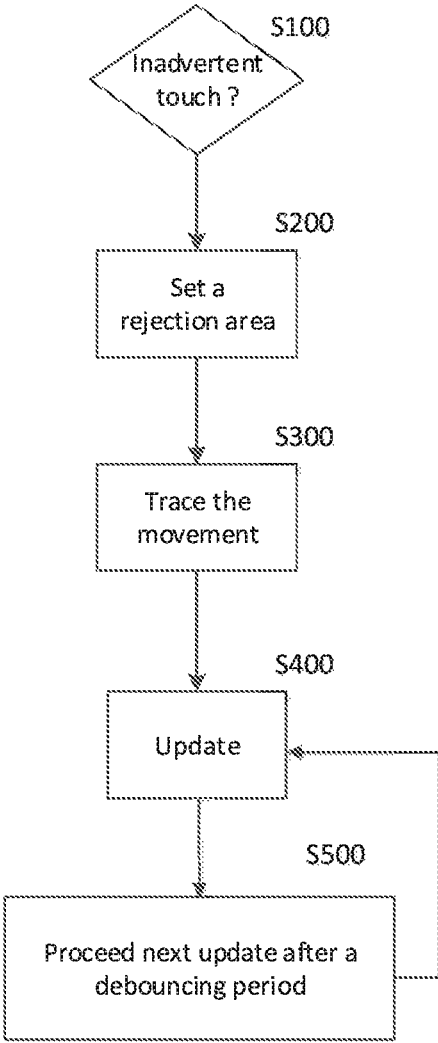 S100
Inadvertent
touch ?
S200
Set a
rejection area
S300
Trace the
movement
S400
Update
S500
Proceed next update after a
debouncing period